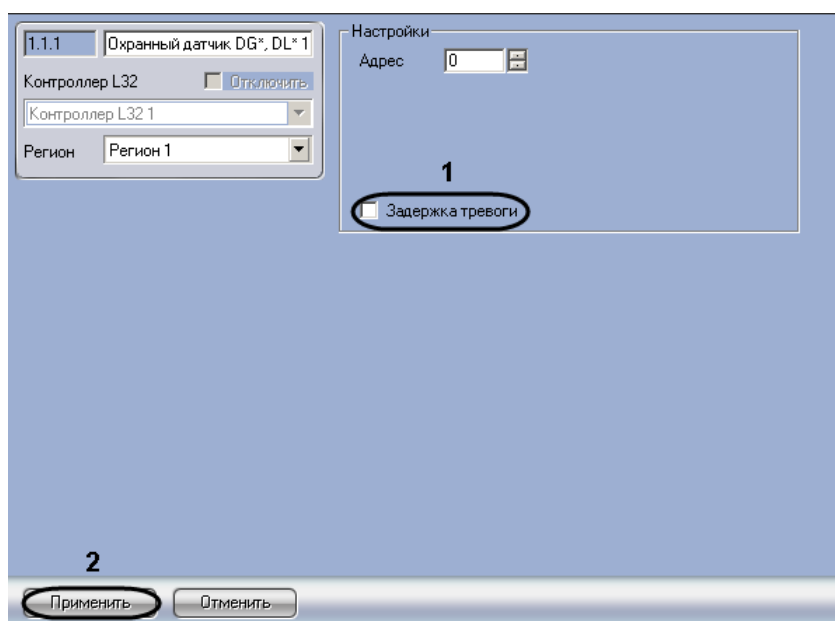 1.1.1
Охранный датчик DG*, DL* 1
Контроллер L32
Отключить
Контроллер L32 1
Регион
Регион 1
Настройки
Адрес
0
1
Задержка тревоги
2
Применить
Отменить